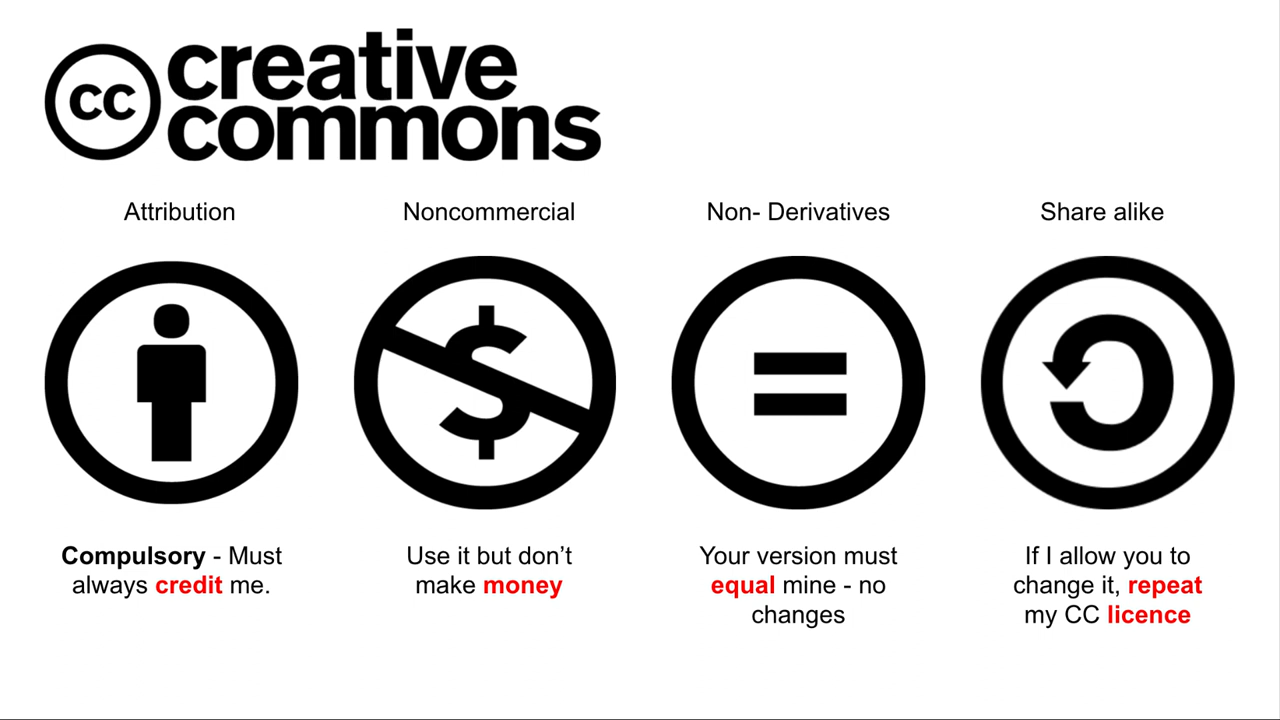 cc creative
commons
Attribution
Noncommercial
Non- Derivatives
Share alike
$
=
Compulsory - Must
always credit me.
Use it but don’t
make money
Your version must
equal mine - no
changes
If I allow you to
change it, repeat
my CC licence